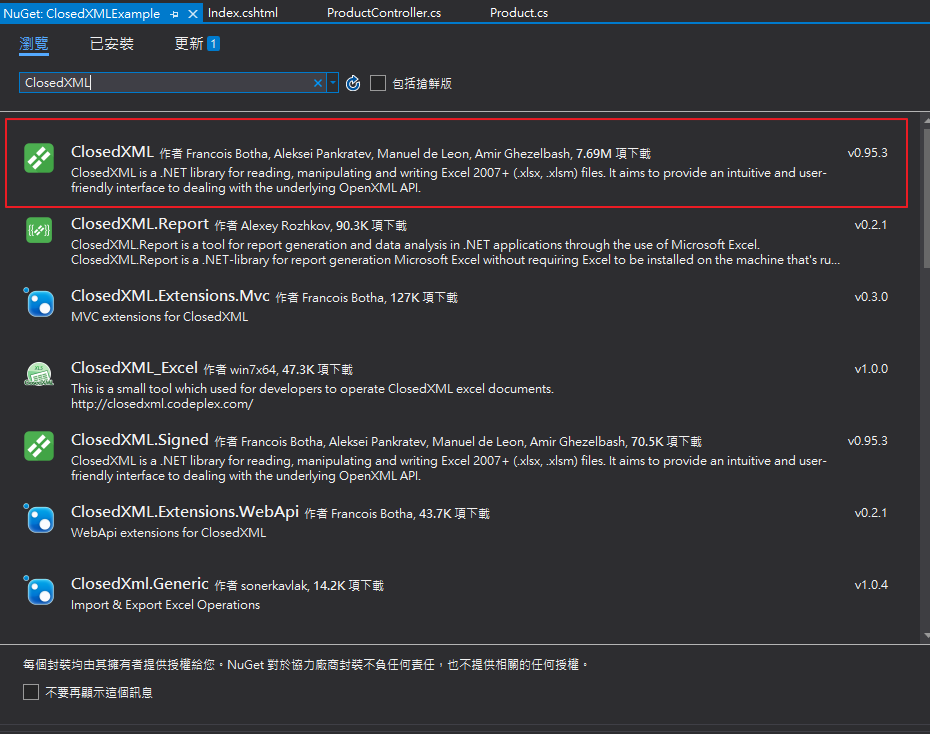 NuGet: ClosedXMLExample
Index.cshtml
ProductController.cs
Product.cs
瀏覽
已安裝
更新 1
ClosedXML
包括搶鮮版
ClosedXML 作者 Francois Botha, Aleksei Pankratev, Manuel de Leon, Amir Ghezelbash, 7.69M 項下載 v0.95.3
ClosedXML is a .NET library for reading, manipulating and writing Excel 2007+ (.xlsx, .xlsm) files. It aims to provide an intuitive and user-
friendly interface to dealing with the underlying OpenXML API.
ClosedXML.Report 作者 Alexey Rozhkov, 90.3K 項下載 v0.2.1
ClosedXML.Report is a tool for report generation and data analysis in .NET applications through the use of Microsoft Excel.
ClosedXML.Report is a .NET-library for report generation Microsoft Excel without requiring Excel to be installed on the machine that's ru...
ClosedXML.Extensions.Mvc 作者 Francois Botha, 127K 項下載 v0.3.0
MVC extensions for ClosedXML
ClosedXML_Excel 作者 win7x64, 47.3K 項下載 v1.0.0
This is a small tool which used for developers to operate ClosedXML excel documents.
http://closedxml.codeplex.com/
ClosedXML.Signed 作者 Francois Botha, Aleksei Pankratev, Manuel de Leon, Amir Ghezelbash, 70.5K 項下載 v0.95.3
ClosedXML is a .NET library for reading, manipulating and writing Excel 2007+ (.xlsx, .xlsm) files. It aims to provide an intuitive and user-
friendly interface to dealing with the underlying OpenXML API.
ClosedXML.Extensions.WebApi 作者 Francois Botha, 43.7K 項下載 v0.2.1
WebApi extensions for ClosedXML
ClosedXml.Generic 作者 sonerkavlak, 14.2K 項下載 v1.0.4
Import & Export Excel Operations
每個封裝均由其擁有者提供授權給您。NuGet 對於協力廠商封裝不負任何責任，也不提供相關的任何授權。
不要再顯示這個訊息